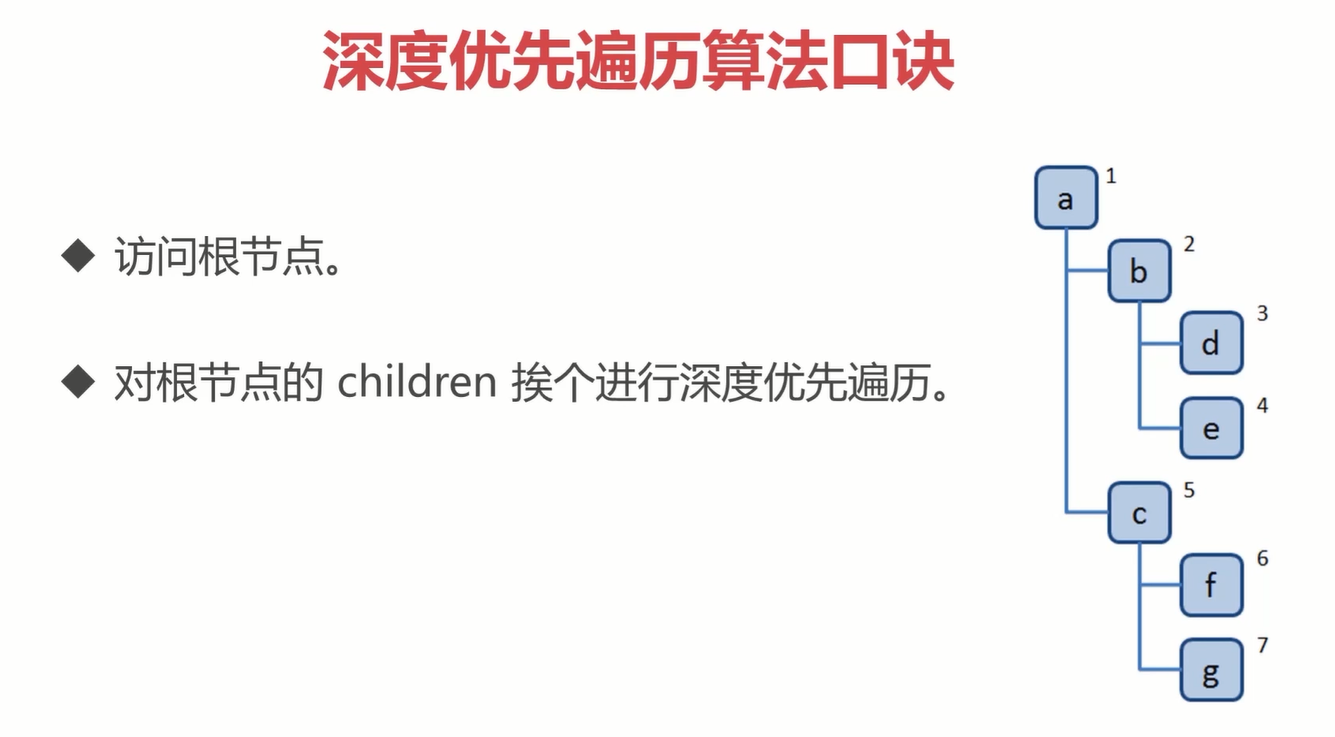 深度优先遍历算法口诀
◆ 访问根节点。
◆ 对根节点的 children 挨个进行深度优先遍历。
a 1
b 2
d 3
e 4
c 5
f 6
g 7